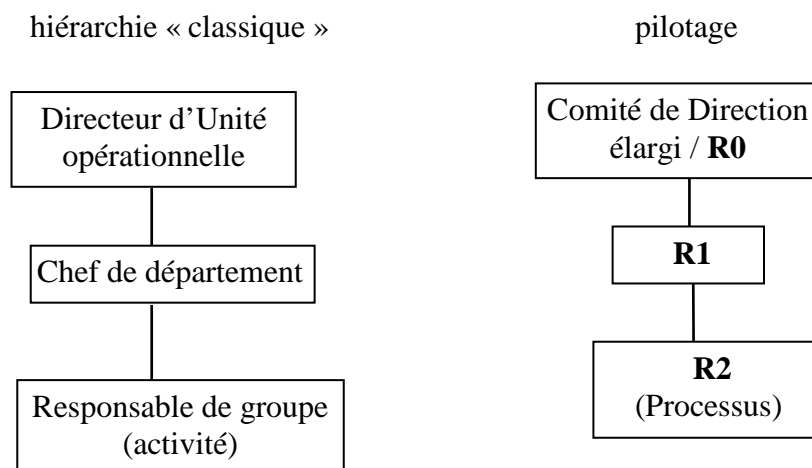 hiérarchie « classique »
pilotage
Directeur d’Unité
opérationnelle
Comité de Direction
élargi / R0
Chef de département
R1
Responsable de groupe
(activité)
R2
(Processus)